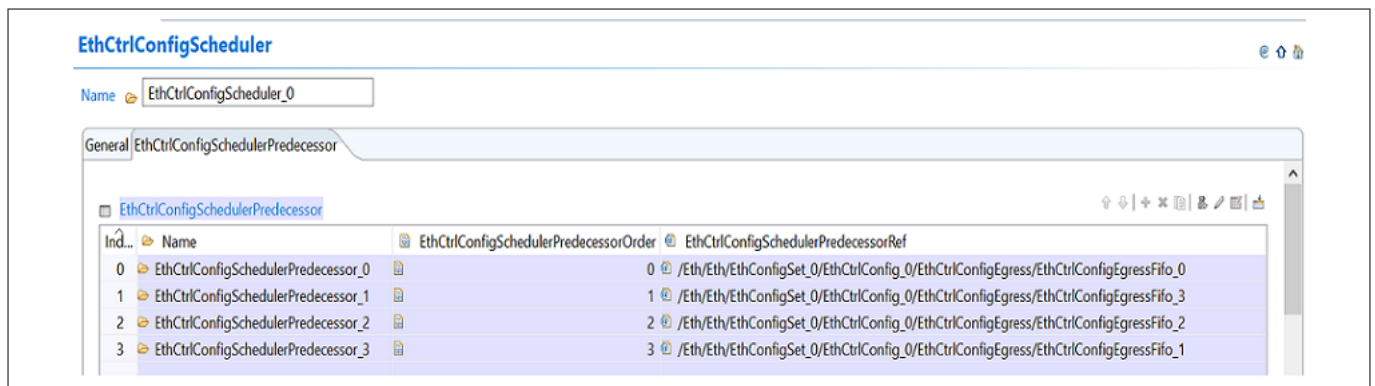 EthCtrlConfigScheduler
Name EthCtrlConfigScheduler_0
General EthCtrlConfigSchedulerPredecessor
EthCtrlConfigSchedulerPredecessor
Ind... Name EthCtrlConfigSchedulerPredecessorOrder EthCtrlConfigSchedulerPredecessorRef
0 EthCtrlConfigSchedulerPredecessor_0 0 /Eth/Eth/EthConfigSet_0/EthCtrlConfig_0/EthCtrlConfigEgress/EthCtrlConfigEgressFifo_0
1 EthCtrlConfigSchedulerPredecessor_1 1 /Eth/Eth/EthConfigSet_0/EthCtrlConfig_0/EthCtrlConfigEgress/EthCtrlConfigEgressFifo_3
2 EthCtrlConfigSchedulerPredecessor_2 2 /Eth/Eth/EthConfigSet_0/EthCtrlConfig_0/EthCtrlConfigEgress/EthCtrlConfigEgressFifo_2
3 EthCtrlConfigSchedulerPredecessor_3 3 /Eth/Eth/EthConfigSet_0/EthCtrlConfig_0/EthCtrlConfigEgress/EthCtrlConfigEgressFifo_1